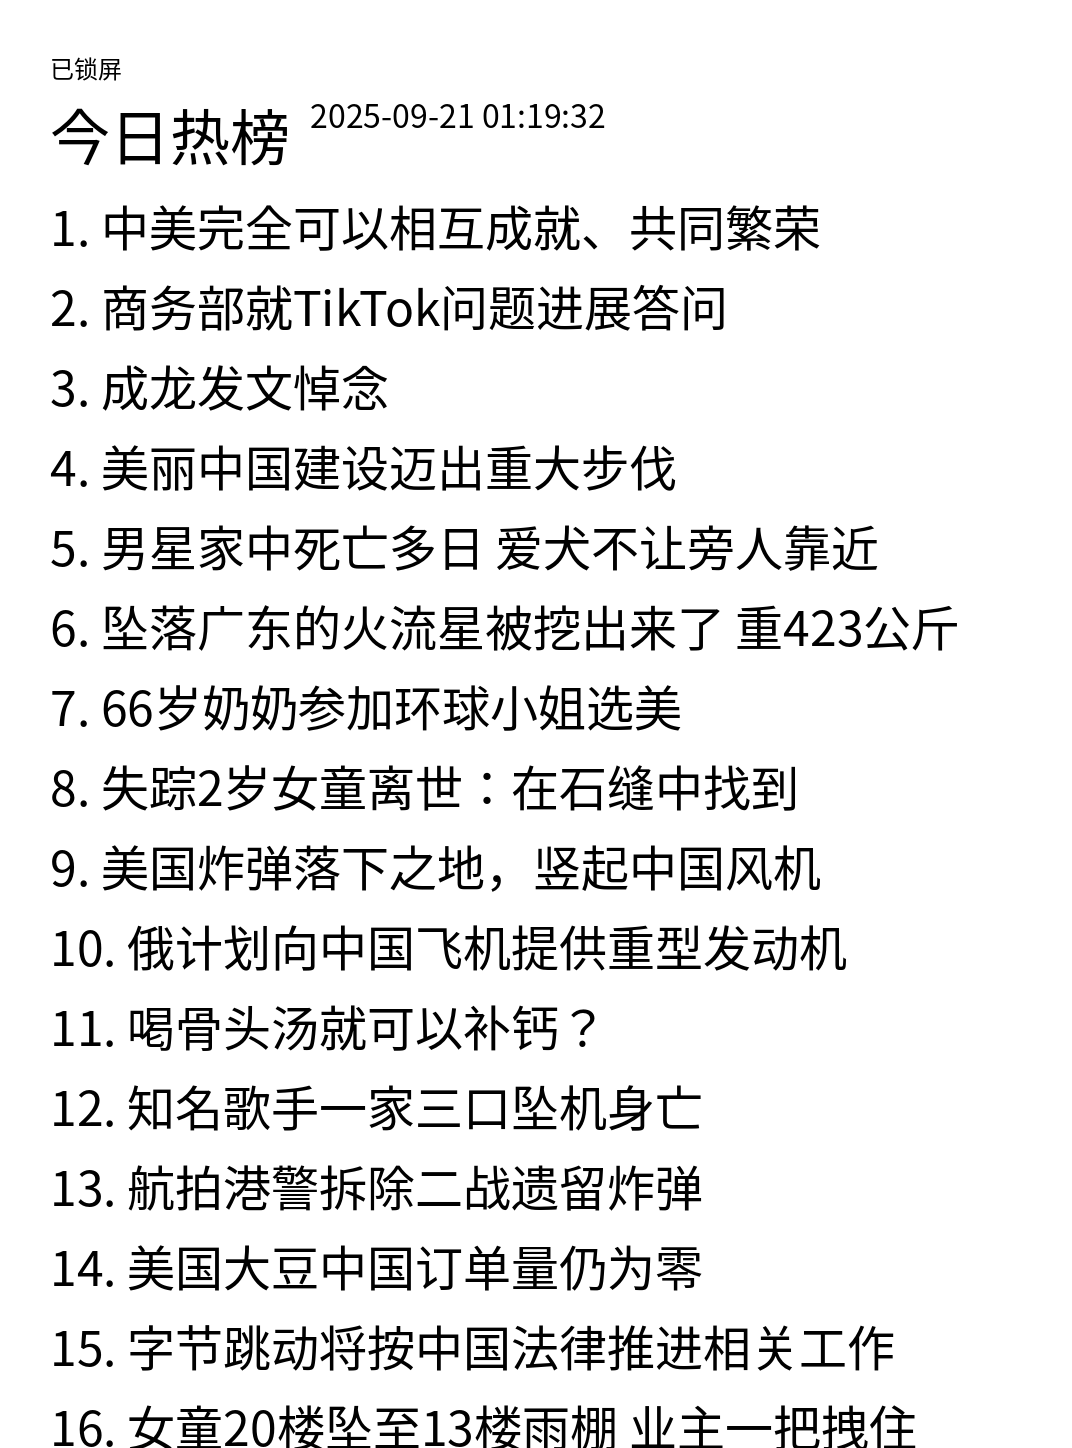 已锁屏
今日热榜 2025-09-21 01:19:32
1. 中美完全可以相互成就、共同繁荣
2. 商务部就TikTok问题进展答问
3. 成龙发文悼念
4. 美丽中国建设迈出重大步伐
5. 男星家中死亡多日 爱犬不让旁人靠近
6. 坠落广东的火流星被挖出来了 重423公斤
7. 66岁奶奶参加环球小姐选美
8. 失踪2岁女童离世：在石缝中找到
9. 美国炸弹落下之地，竖起中国风机
10. 俄计划向中国飞机提供重型发动机
11. 喝骨头汤就可以补钙？
12. 知名歌手一家三口坠机身亡
13. 航拍港警拆除二战遗留炸弹
14. 美国大豆中国订单量仍为零
15. 字节跳动将按中国法律推进相关工作
16. 女童20楼坠至13楼雨棚 业主一把拽住